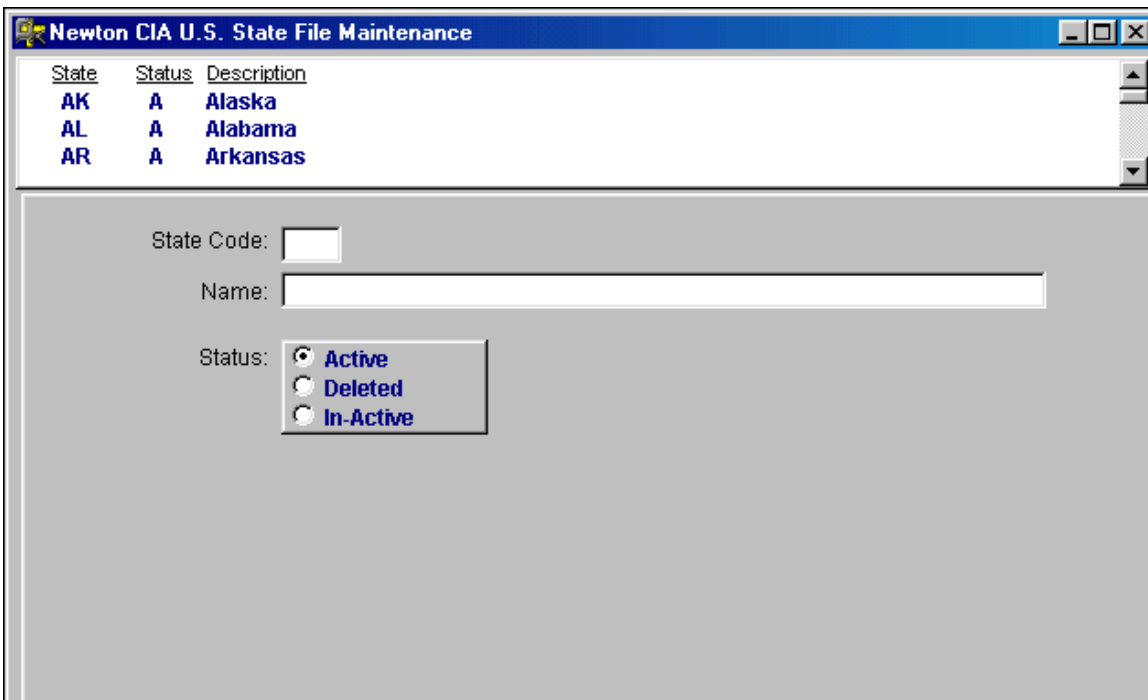 Newton CIA U.S. State File Maintenance
State Status Description
AK A Alaska
AL A Alabama
AR A Arkansas
State Code:
Name:
Status: Active
Deleted
In-Active